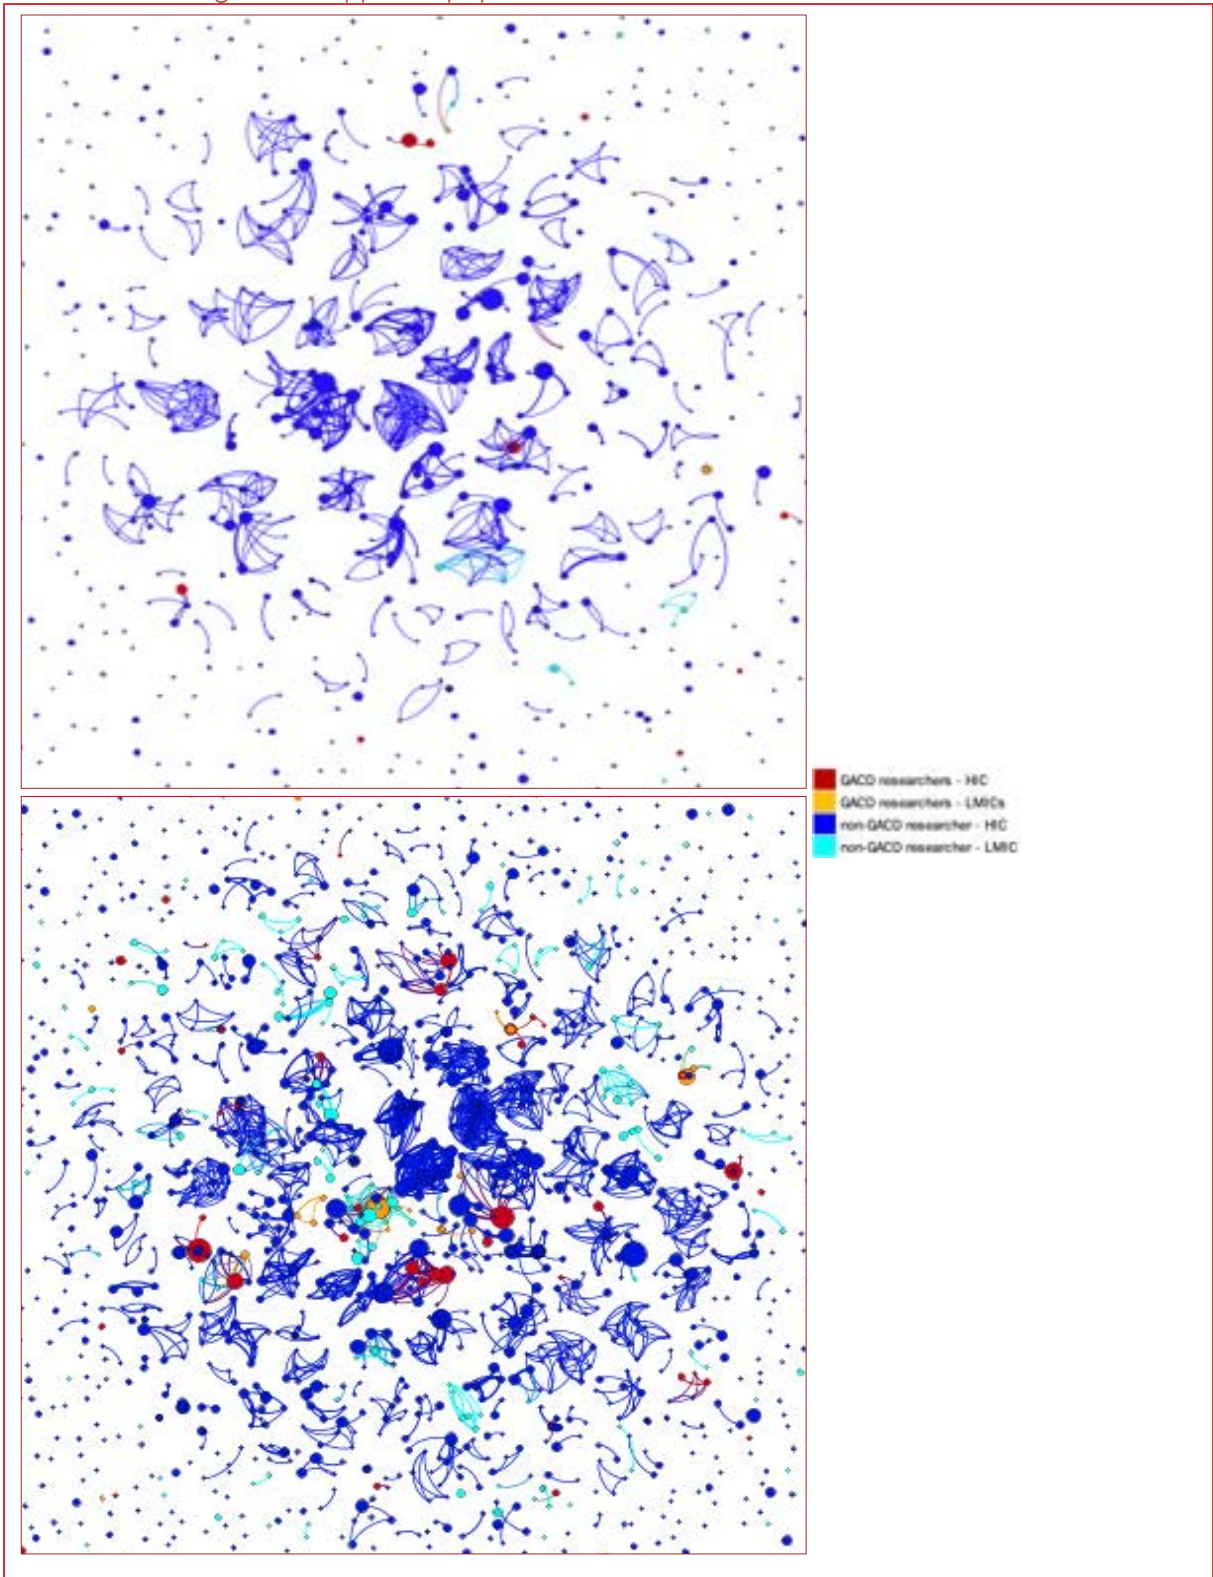 GACD researchers - HIC
GACD researchers - LMICs
non-GACD researcher - HIC
non-GACD researcher - LMIC